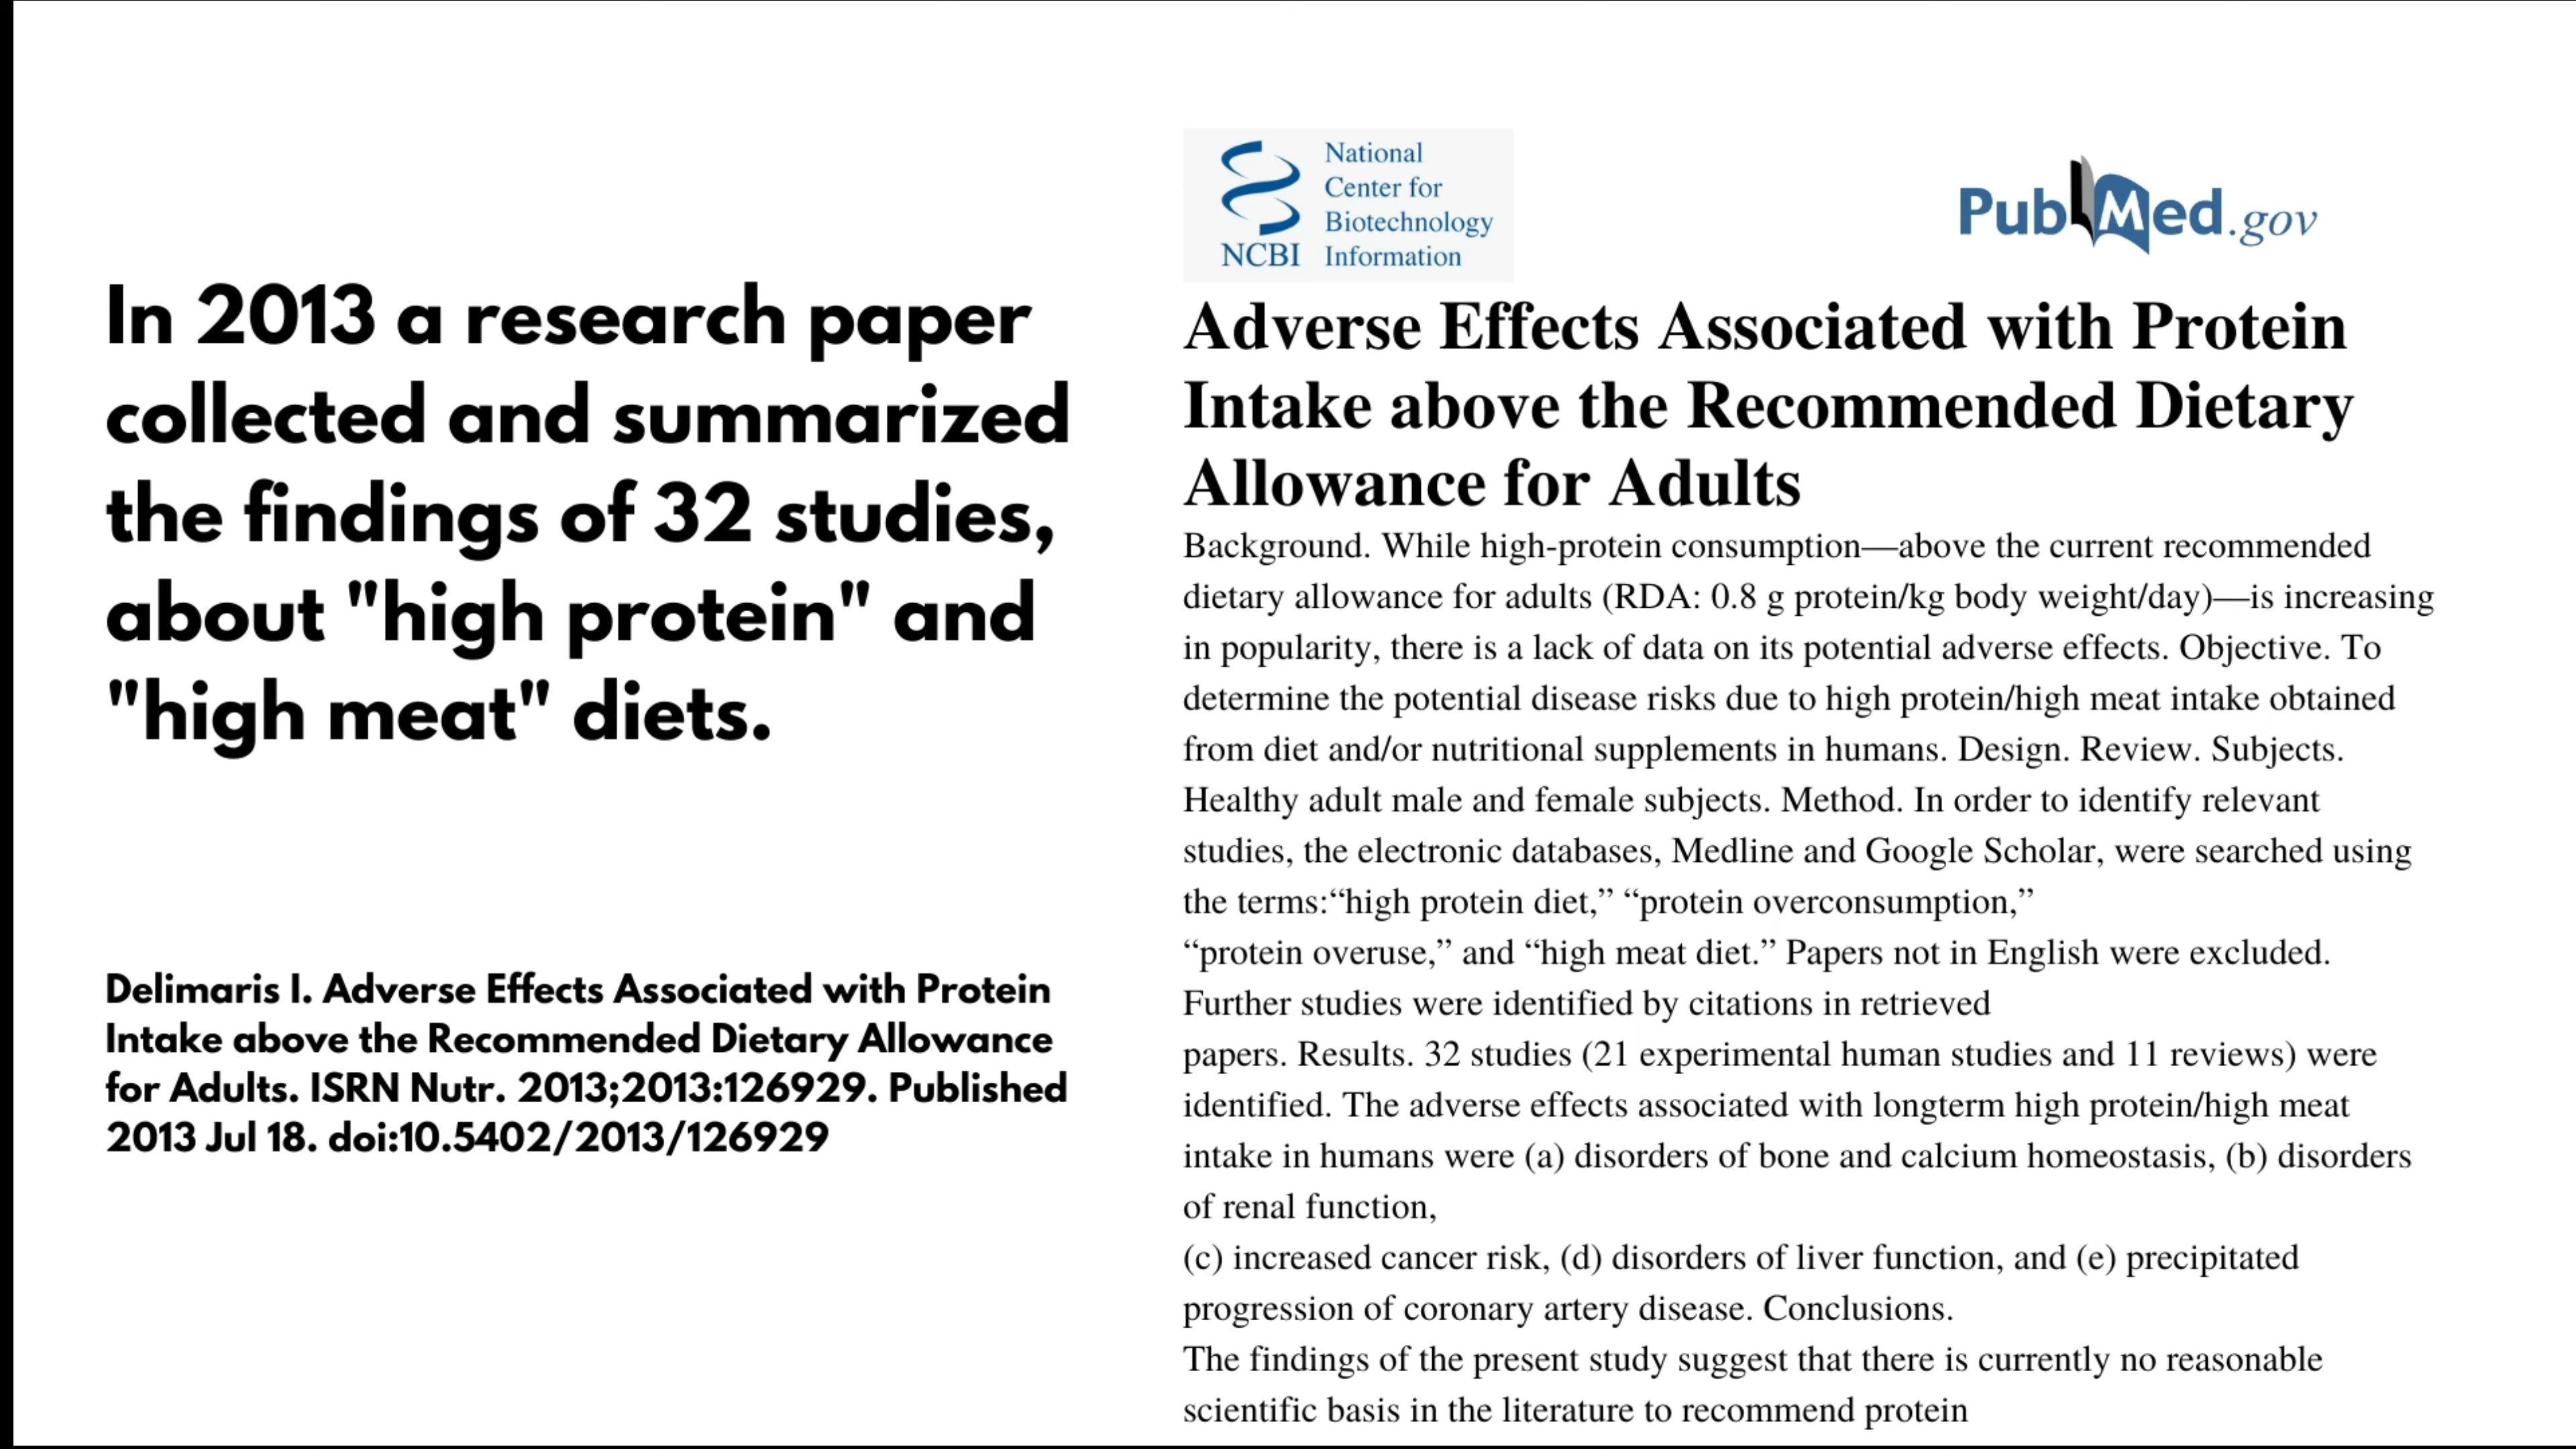 In 2013 a research paper
collected and summarized
the findings of 32 studies,
about "high protein" and
"high meat" diets.
Delimaris I. Adverse Effects Associated with Protein
Intake above the Recommended Dietary Allowance
for Adults. ISRN Nutr. 2013;2013:126929. Published
2013 Jul 18. doi:10.5402/2013/126929
NCBI
National
Center for
Biotechnology
Information
PubMed.gov
Adverse Effects Associated with Protein
Intake above the Recommended Dietary
Allowance for Adults
Background. While high-protein consumption—above the current recommended
dietary allowance for adults (RDA: 0.8 g protein/kg body weight/day)—is increasing
in popularity, there is a lack of data on its potential adverse effects. Objective. To
determine the potential disease risks due to high protein/high meat intake obtained
from diet and/or nutritional supplements in humans. Design. Review. Subjects.
Healthy adult male and female subjects. Method. In order to identify relevant
studies, the electronic databases, Medline and Google Scholar, were searched using
the terms:“high protein diet,” “protein overconsumption,”
“protein overuse,” and “high meat diet.” Papers not in English were excluded.
Further studies were identified by citations in retrieved
papers. Results. 32 studies (21 experimental human studies and 11 reviews) were
identified. The adverse effects associated with longterm high protein/high meat
intake in humans were (a) disorders of bone and calcium homeostasis, (b) disorders
of renal function,
(c) increased cancer risk, (d) disorders of liver function, and (e) precipitated
progression of coronary artery disease. Conclusions.
The findings of the present study suggest that there is currently no reasonable
scientific basis in the literature to recommend protein